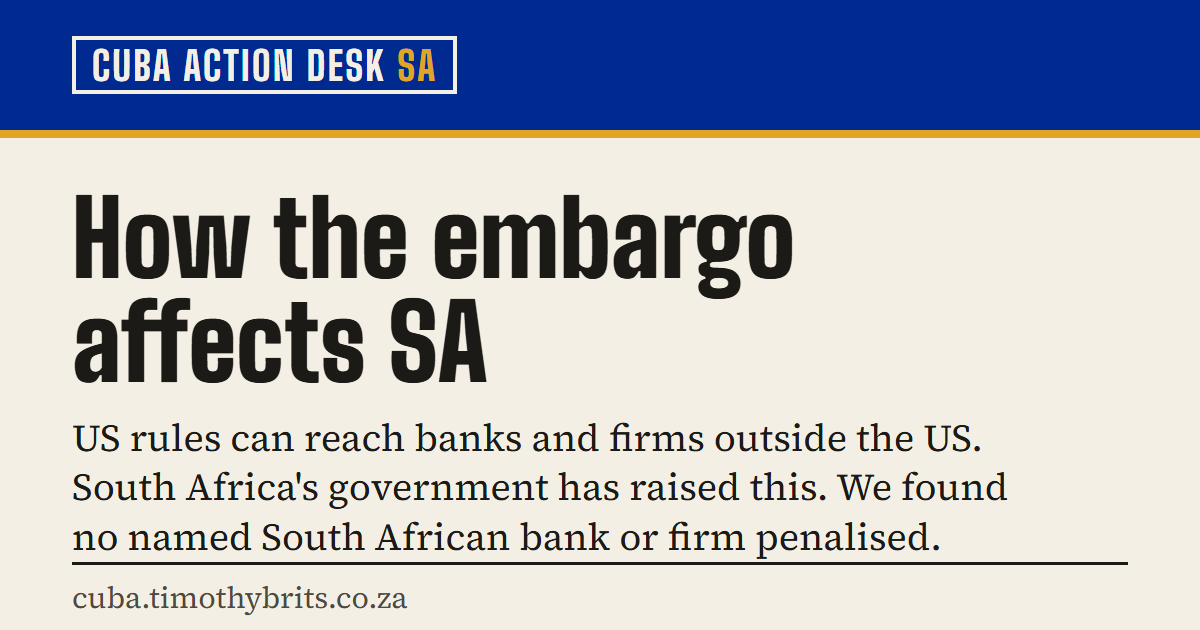 CUBA ACTION DESK SA
How the embargo
affects SA
US rules can reach banks and firms outside the US.
South Africa's government has raised this. We found
no named South African bank or firm penalised.
cuba.timothybrits.co.za